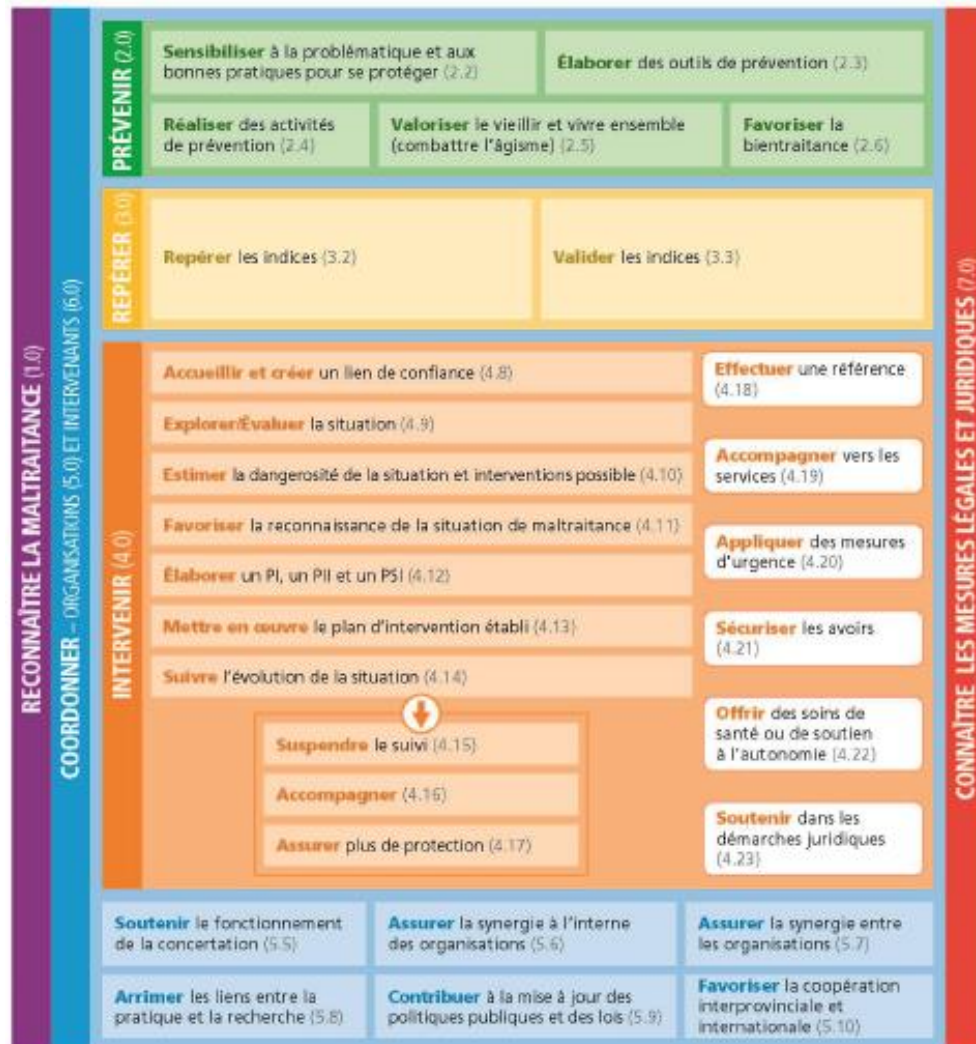 RECONNAÎTRE LA MALTRAITANCE (1.0)
COORDONNER – ORGANISATIONS (5.0) ET INTERVENANTS (6.0)
PRÉVENIR (2.0)
Sensibiliser à la problématique et aux
bonnes pratiques pour se protéger (2.2)
Élaborer des outils de prévention (2.3)
Réaliser des activités
de prévention (2.4)
Valoriser le vieillir et vivre ensemble
(combattre l'âgisme) (2.5)
Favoriser la
bientraitance (2.6)
REPÉRER (3.0)
Repérer les indices (3.2)
Valider les indices (3.3)
INTERVENIR (4.0)
Accueillir et créer un lien de confiance (4.8)
Explorer/Évaluer la situation (4.9)
Estimer la dangerosité de la situation et interventions possible (4.10)
Favoriser la reconnaissance de la situation de maltraitance (4.11)
Élaborer un PI, un PII et un PSI (4.12)
Mettre en œuvre le plan d'intervention établi (4.13)
Suivre l'évolution de la situation (4.14)
Suspendre le suivi (4.15)
Accompagner (4.16)
Assurer plus de protection (4.17)
Effectuer une référence
(4.18)
Accompagner vers les
services (4.19)
Appliquer des mesures
d'urgence (4.20)
Sécuriser les avoirs
(4.21)
Offrir des soins de
santé ou de soutien
à l'autonomie (4.22)
Soutenir dans les
démarches juridiques
(4.23)
Soutenir le fonctionnement
de la concertation (5.5)
Assurer la synergie à l'interne
des organisations (5.6)
Assurer la synergie entre
les organisations (5.7)
Arrimer les liens entre la
pratique et la recherche (5.8)
Contribuer à la mise à jour des
politiques publiques et des lois (5.9)
Favoriser la coopération
interprovinciale et
internationale (5.10)
CONNAÎTRE LES MESURES LÉGALES ET JURIDIQUES (7.0)